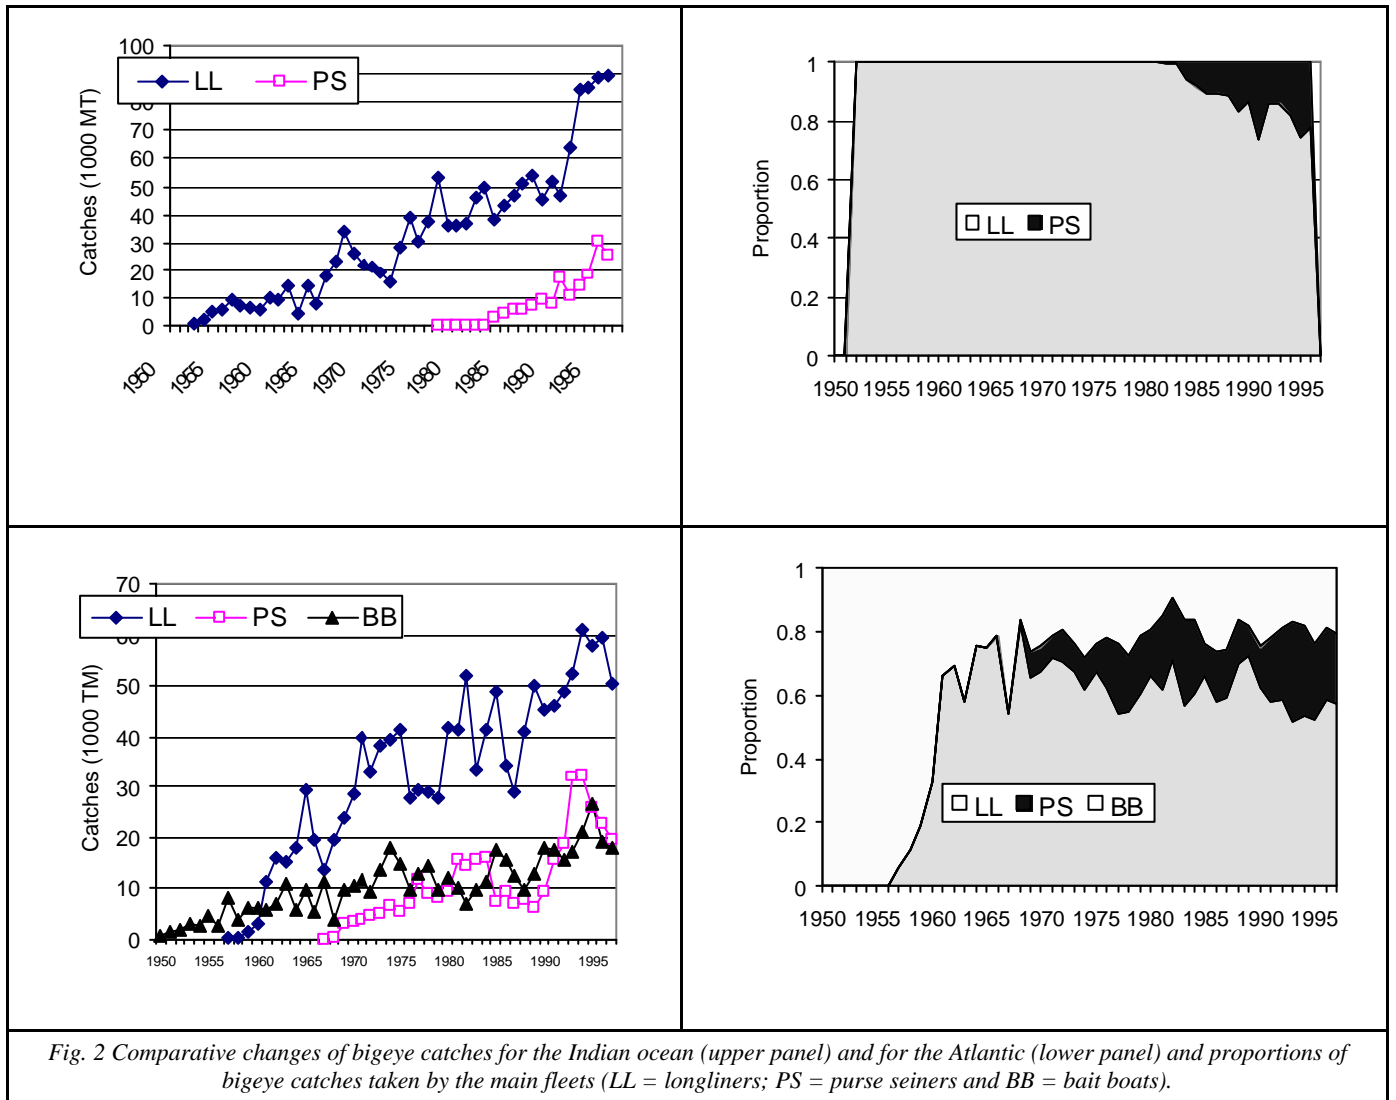 100
LL PS
80
70
60
50
40
30
20
10
0
Catches (1000 MT)
1950 1955 1960 1965 1970 1975 1980 1985 1990 1995
1
0.8
0.6
0.4
0.2
0
Proportion
LL PS
1950 1955 1960 1965 1970 1975 1980 1985 1990 1995
70
LL PS BB
60
50
40
30
20
10
0
Catches (1000 TM)
1950 1955 1960 1965 1970 1975 1980 1985 1990 1995
1
0.8
0.6
0.4
0.2
0
Proportion
LL PS BB
1950 1955 1960 1965 1970 1975 1980 1985 1990 1995
Fig. 2 Comparative changes of bigeye catches for the Indian ocean (upper panel) and for the Atlantic (lower panel) and proportions of
bigeye catches taken by the main fleets (LL = longliners; PS = purse seiners and BB = bait boats).